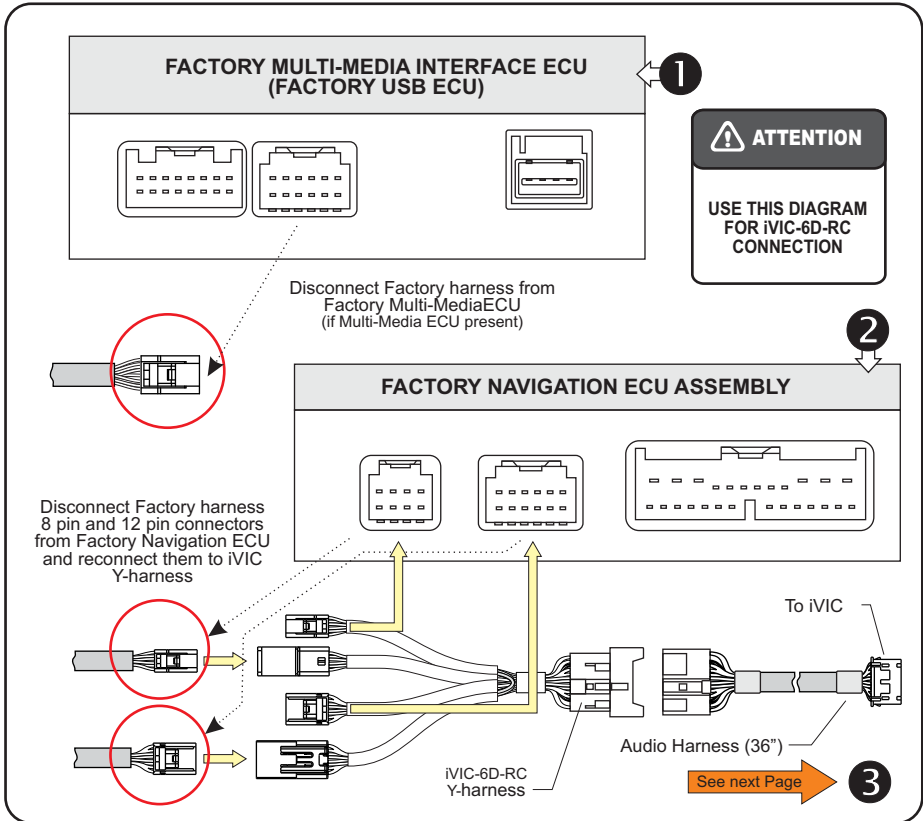 FACTORY MULTI-MEDIA INTERFACE ECU
(FACTORY USB ECU)
1
ATTENTION
USE THIS DIAGRAM
FOR iVIC-6D-RC
CONNECTION
Disconnect Factory harness from
Factory Multi-MediaECU
(if Multi-Media ECU present)
2
FACTORY NAVIGATION ECU ASSEMBLY
Disconnect Factory harness
8 pin and 12 pin connectors
from Factory Navigation ECU
and reconnect them to iVIC
Y-harness
To iVIC
Audio Harness (36”)
iVIC-6D-RC
Y-harness
See next Page
3